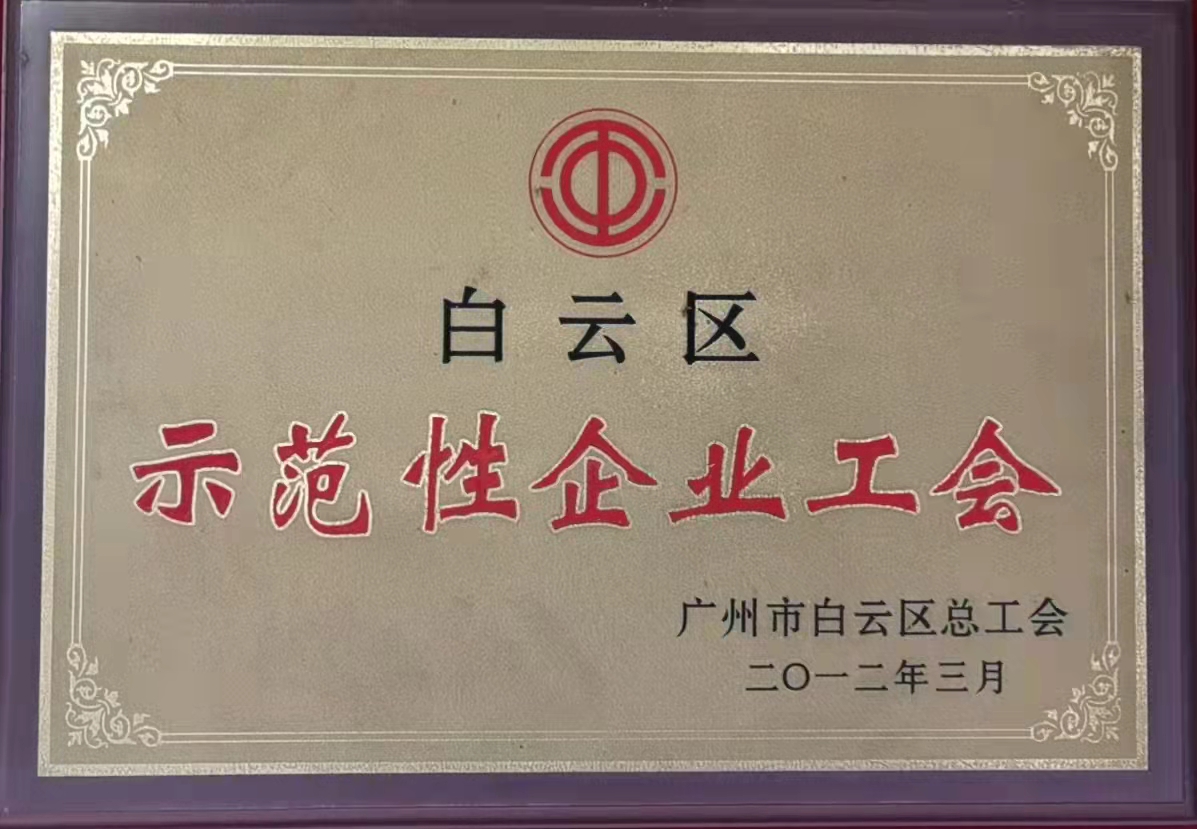 白云区
示范性企业工会
广州市白云区总工会
二〇一二年三月